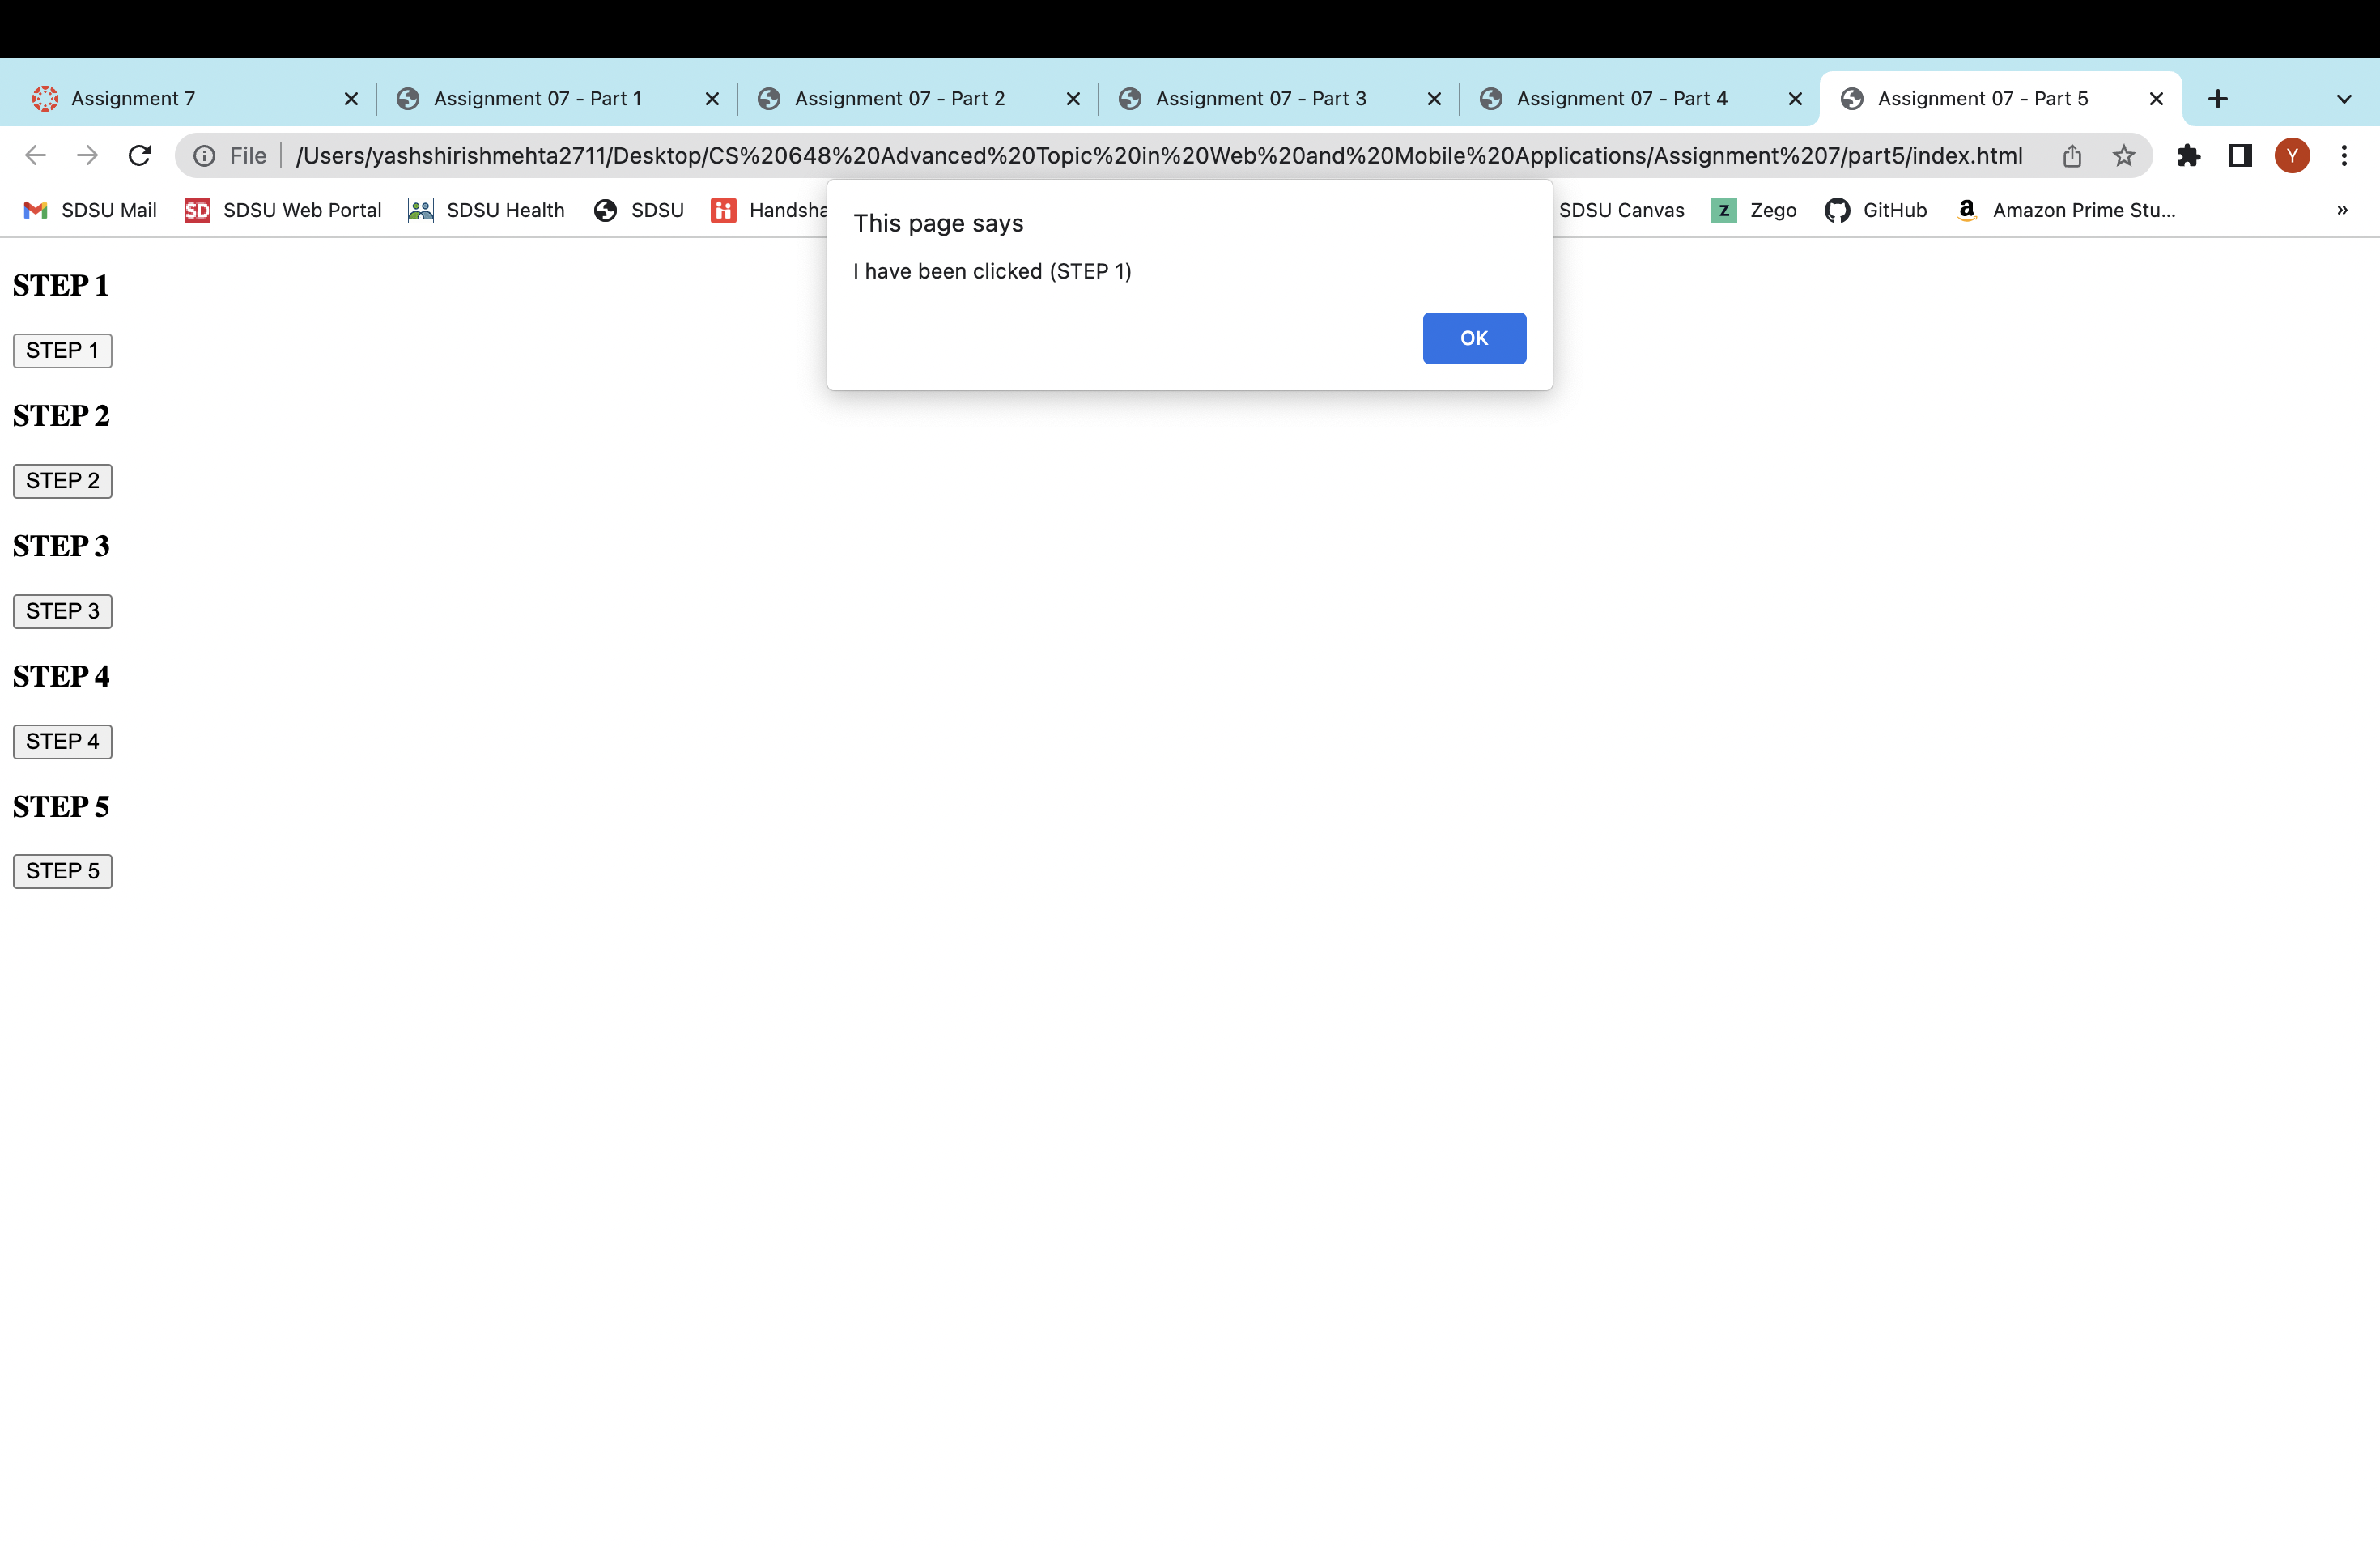 Assignment 7
Assignment 07 - Part 1
Assignment 07 - Part 2
Assignment 07 - Part 3
Assignment 07 - Part 4
Assignment 07 - Part 5
File
/Users/yashshirishmehta2711/Desktop/CS%20648%20Advanced%20Topic%20in%20Web%20and%20Mobile%20Applications/Assignment%207/part5/index.html
Y
SDSU Mail
SD
SDSU Web Portal
SDSU Health
SDSU
Handsha
SDSU Canvas
Z
Zego
GitHub
a
Amazon Prime Stu...
This page says
I have been clicked (STEP 1)
OK
STEP 1
STEP 1
STEP 2
STEP 2
STEP 3
STEP 3
STEP 4
STEP 4
STEP 5
STEP 5